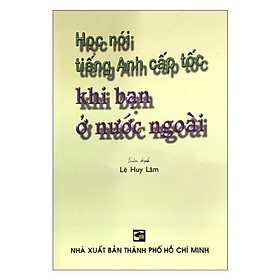 Học nói
tiếng Anh cấp tốc
khi bạn
ở nước ngoài
Biên dịch
Lê Huy Lâm
NHÀ XUẤT BẢN THÀNH PHỐ HỒ CHÍ MINH